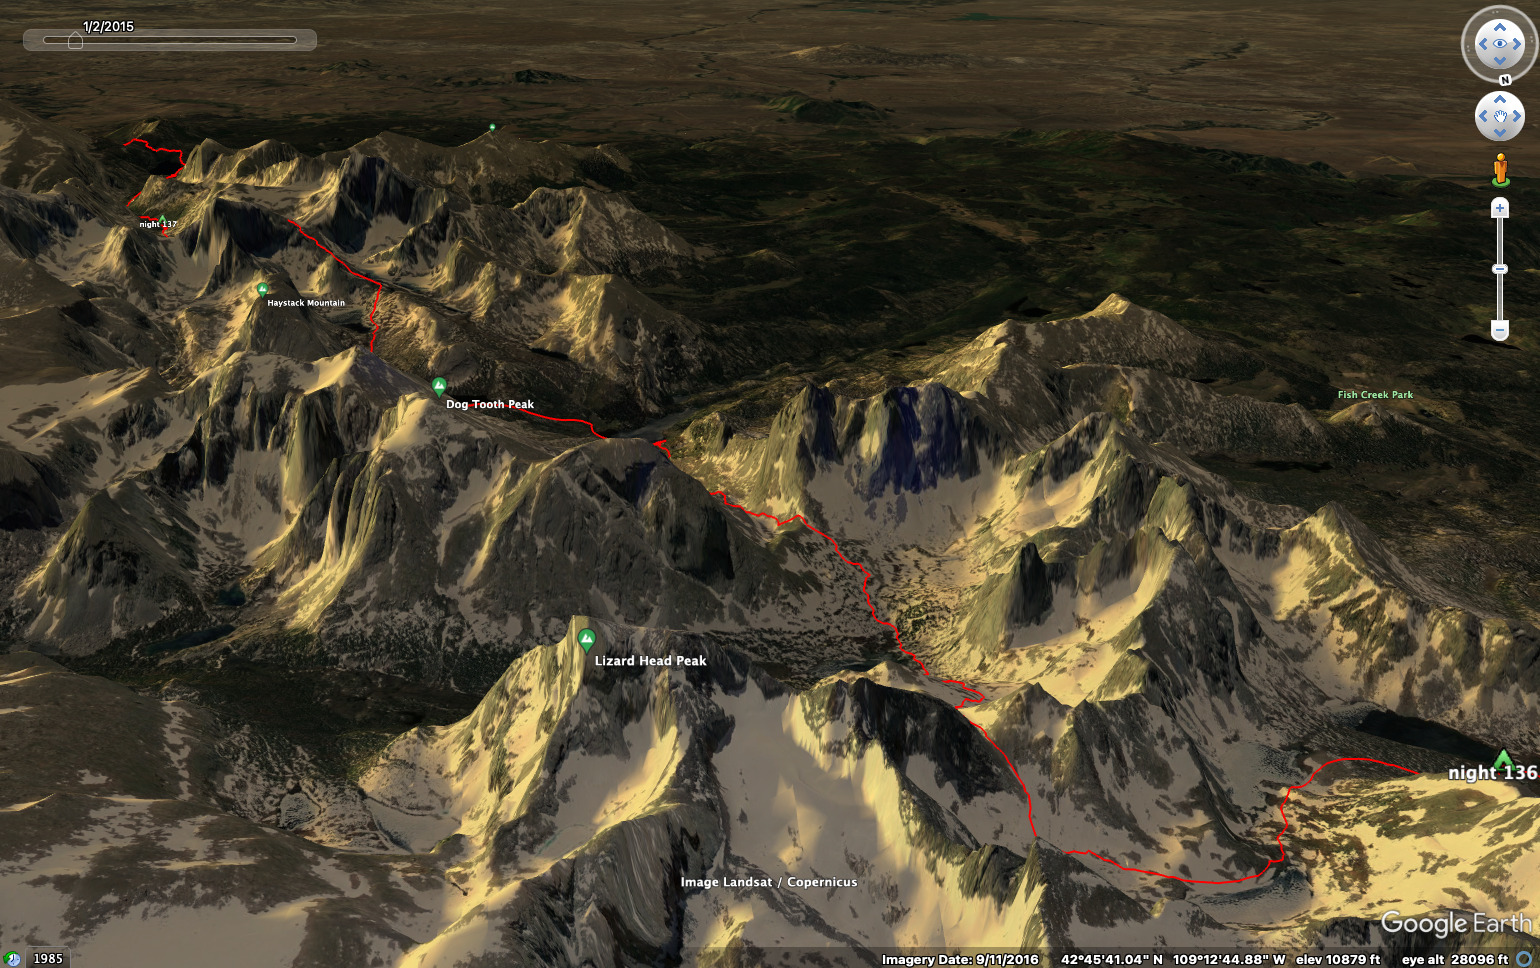 1/2/2015
N
night 137
Haystack Mountain
Dog Tooth Peak
Fish Creek Park
Lizard Head Peak
night 136
Image Landsat / Copernicus
Google Earth
1985
Imagery Date: 9/11/2016 42°45'41.04" N 109°12'44.88" W elev 10879 ft eye alt 28096 ft